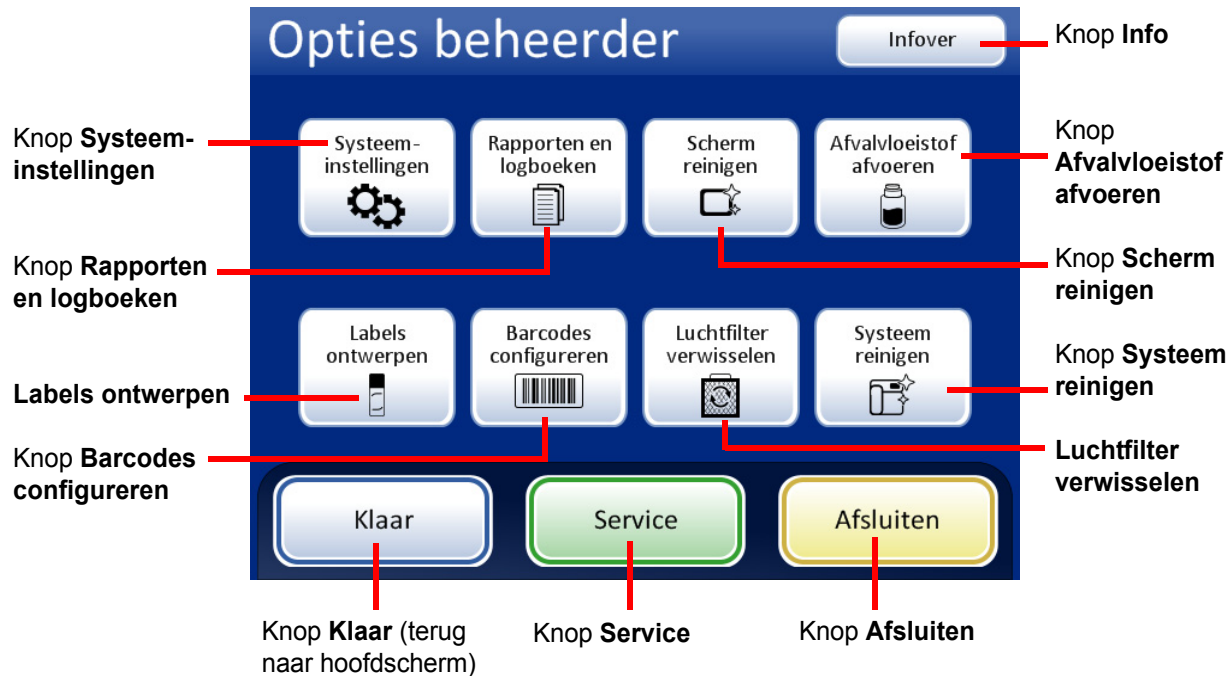 Opties beheerder
Infover
Knop Info
Knop Systeem-
instellingen
Systeem-
instellingen
Rapporten en
logboeken
Scherm
reinigen
Afvalvloeistof
afvoeren
Knop
Afvalvloeistof
afvoeren
Knop Rapporten
en logboeken
Knop Scherm
reinigen
Labels
ontwerpen
Barcodes
configureren
Luchtfilter
verwisselen
Systeem
reinigen
Knop Systeem
reinigen
Labels ontwerpen
Knop Barcodes
configureren
Luchtfilter
verwisselen
Klaar
Service
Afsluiten
Knop Klaar (terug
naar hoofdscherm)
Knop Service
Knop Afsluiten